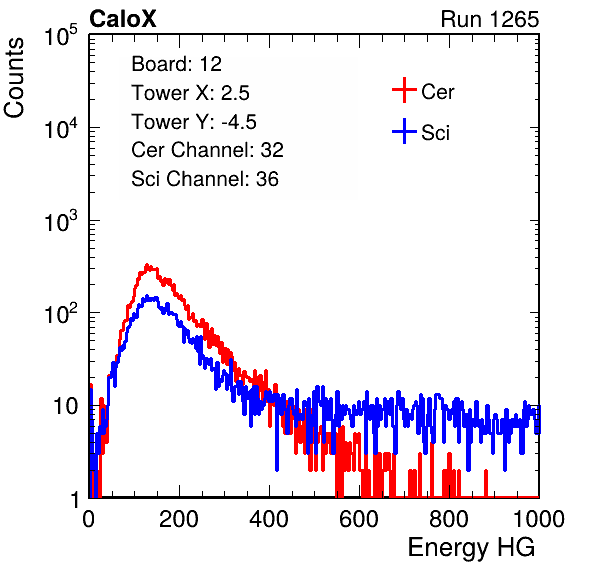 CaloX Run 1265
Counts
10^5
10^4
10^3
10^2
10
1
Board: 12
Tower X: 2.5
Tower Y: -4.5
Cer Channel: 32
Sci Channel: 36
Cer
Sci
0 200 400 600 800 1000
Energy HG